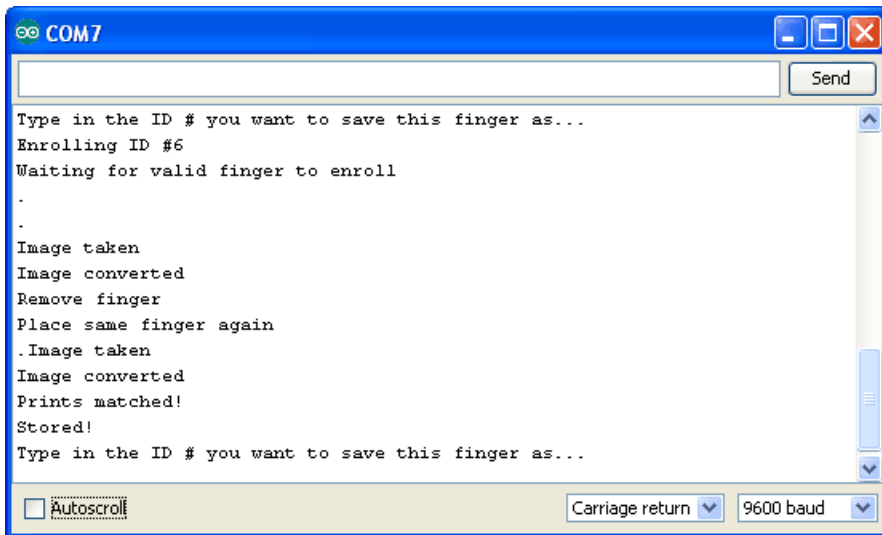 COM7
Send
Type in the ID # you want to save this finger as...
Enrolling ID #6
Waiting for valid finger to enroll
.
.
Image taken
Image converted
Remove finger
Place same finger again
.Image taken
Image converted
Prints matched!
Stored!
Type in the ID # you want to save this finger as...
Autoscroll Carriage return 9600 baud